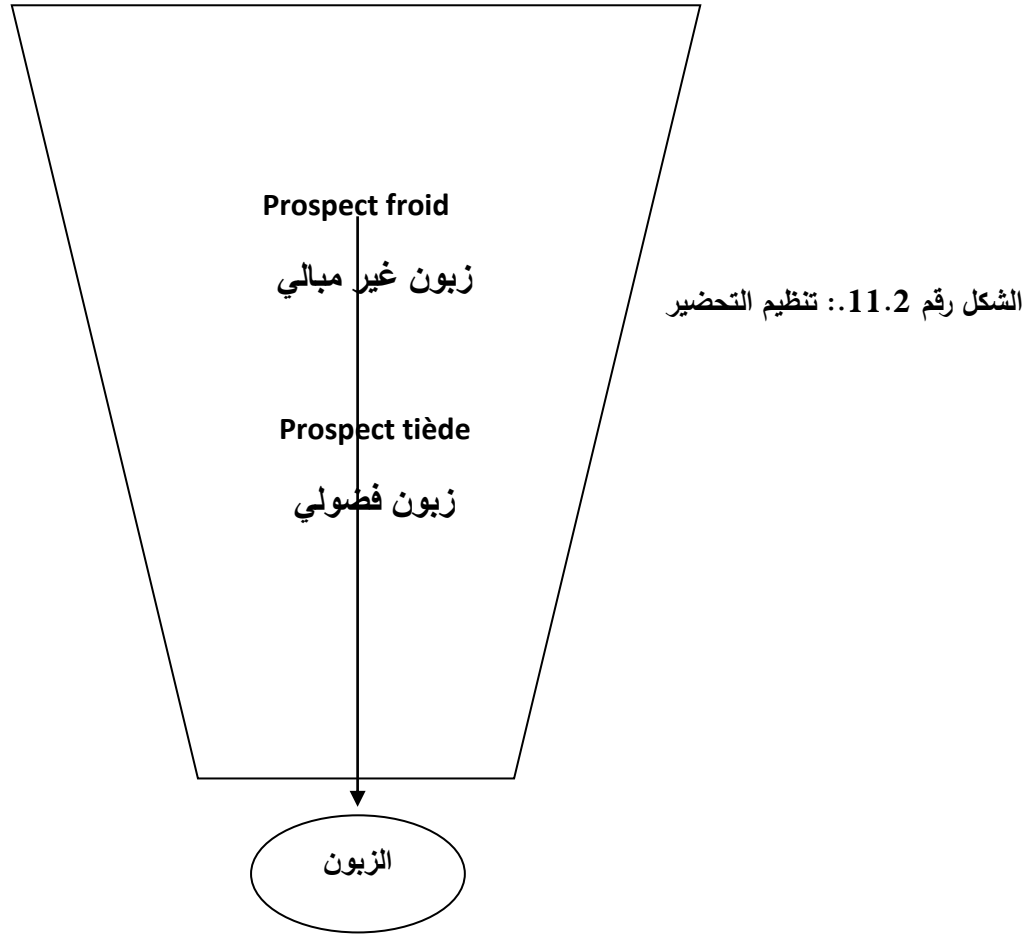 Prospect froid
زبون غير مبالي
الشكل رقم 11.2.: تنظيم التحضير
Prospect tiède
زبون فضولي
الزبون